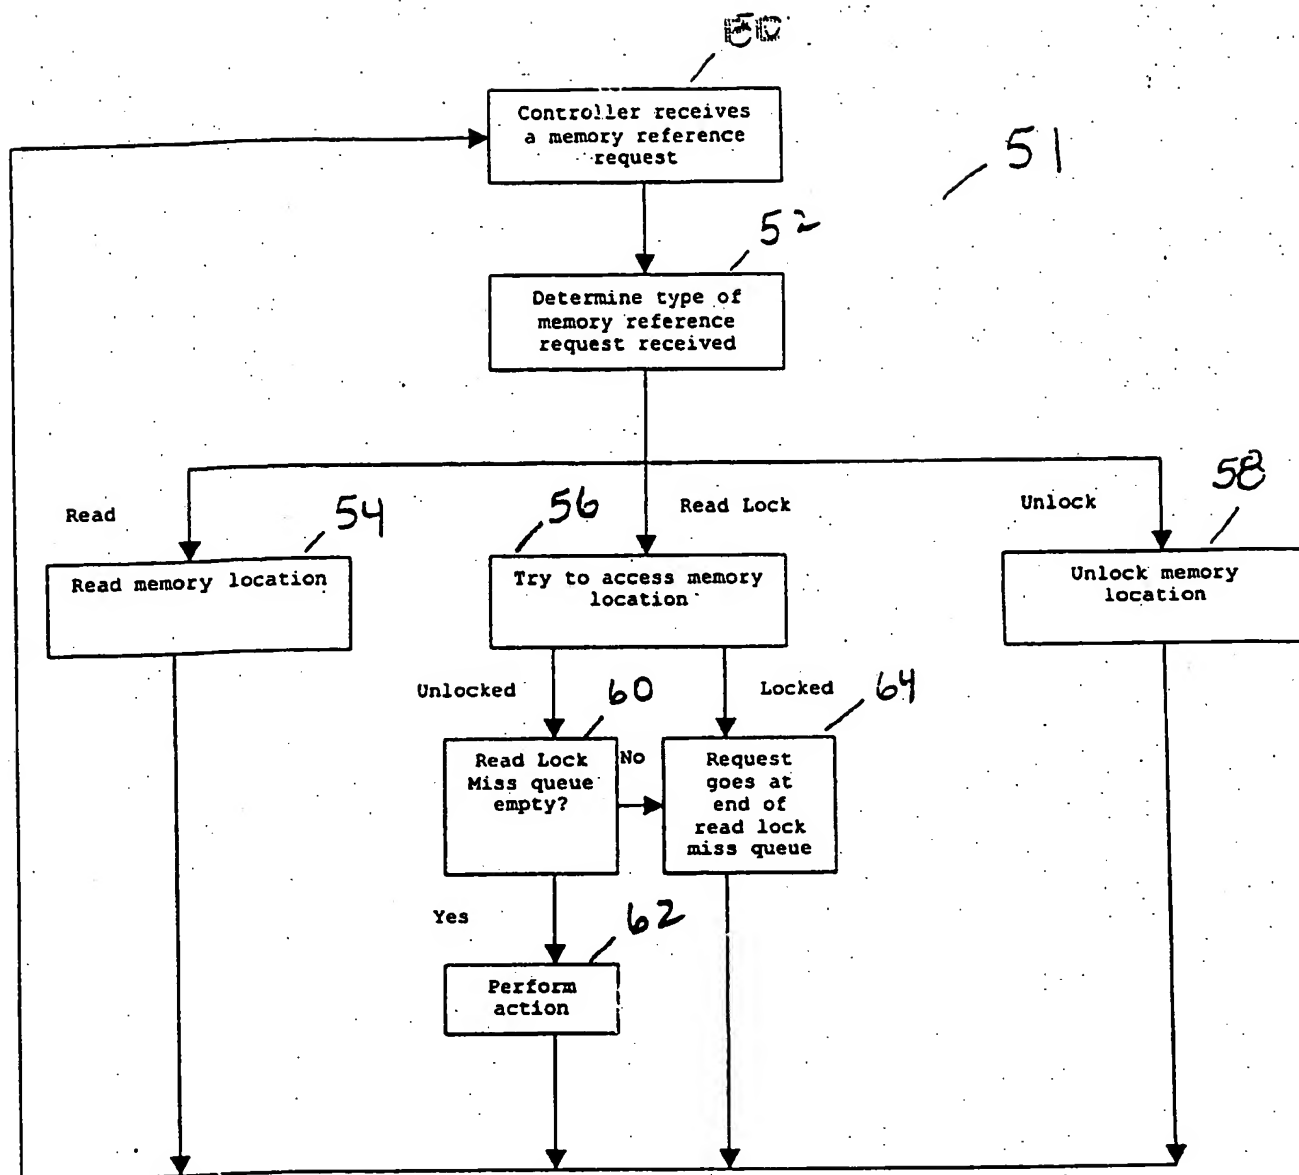 Controller receives
a memory reference
request
51
52
Determine type of
memory reference
request received
Read
54
56
Read Lock
Unlock
58
Read memory location
Try to access memory
location
Unlock memory
location
Unlocked
60
Locked
64
Read Lock
Miss queue
empty?
No
Request
goes at
end of
read lock
miss queue
Yes
62
Perform
action